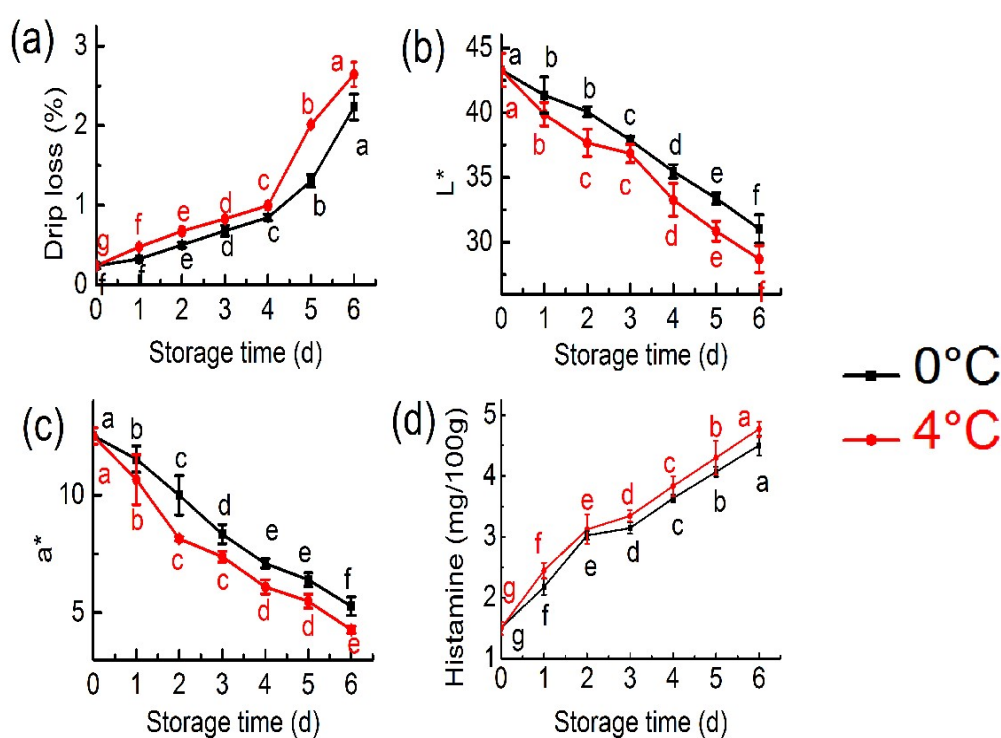 (a)
Drip loss (%)
3
2
1
0
g
f
e
d
c
b
a
f
f
e
d
c
b
a
0 1 2 3 4 5 6
Storage time (d)
(b)
L*
45
40
35
30
a
b
b
c
d
e
f
a
b
c
c
d
e
f
0 1 2 3 4 5 6
Storage time (d)
0°C
4°C
(c)
a*
10
5
a
b
c
d
e
e
f
a
b
c
c
d
d
e
0 1 2 3 4 5 6
Storage time (d)
(d)
Histamine (mg/100g)
5
4
3
2
1
g
f
e
d
c
b
a
g
f
e
d
c
b
a
0 1 2 3 4 5 6
Storage time (d)